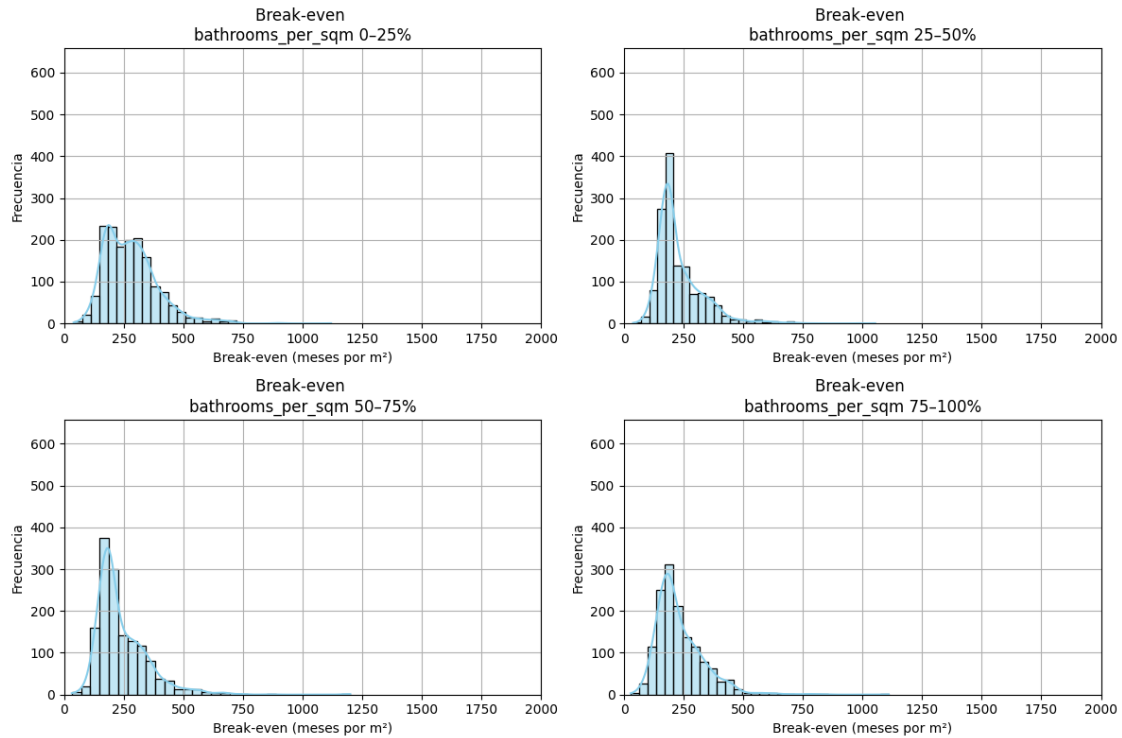 Break-even
bathrooms_per_sqm 0–25%
600
500
400
300
200
100
0
Frecuencia
0 250 500 750 1000 1250 1500 1750 2000
Break-even (meses por m²)
Break-even
bathrooms_per_sqm 25–50%
600
500
400
300
200
100
0
Frecuencia
0 250 500 750 1000 1250 1500 1750 2000
Break-even (meses por m²)
Break-even
bathrooms_per_sqm 50–75%
600
500
400
300
200
100
0
Frecuencia
0 250 500 750 1000 1250 1500 1750 2000
Break-even (meses por m²)
Break-even
bathrooms_per_sqm 75–100%
600
500
400
300
200
100
0
Frecuencia
0 250 500 750 1000 1250 1500 1750 2000
Break-even (meses por m²)